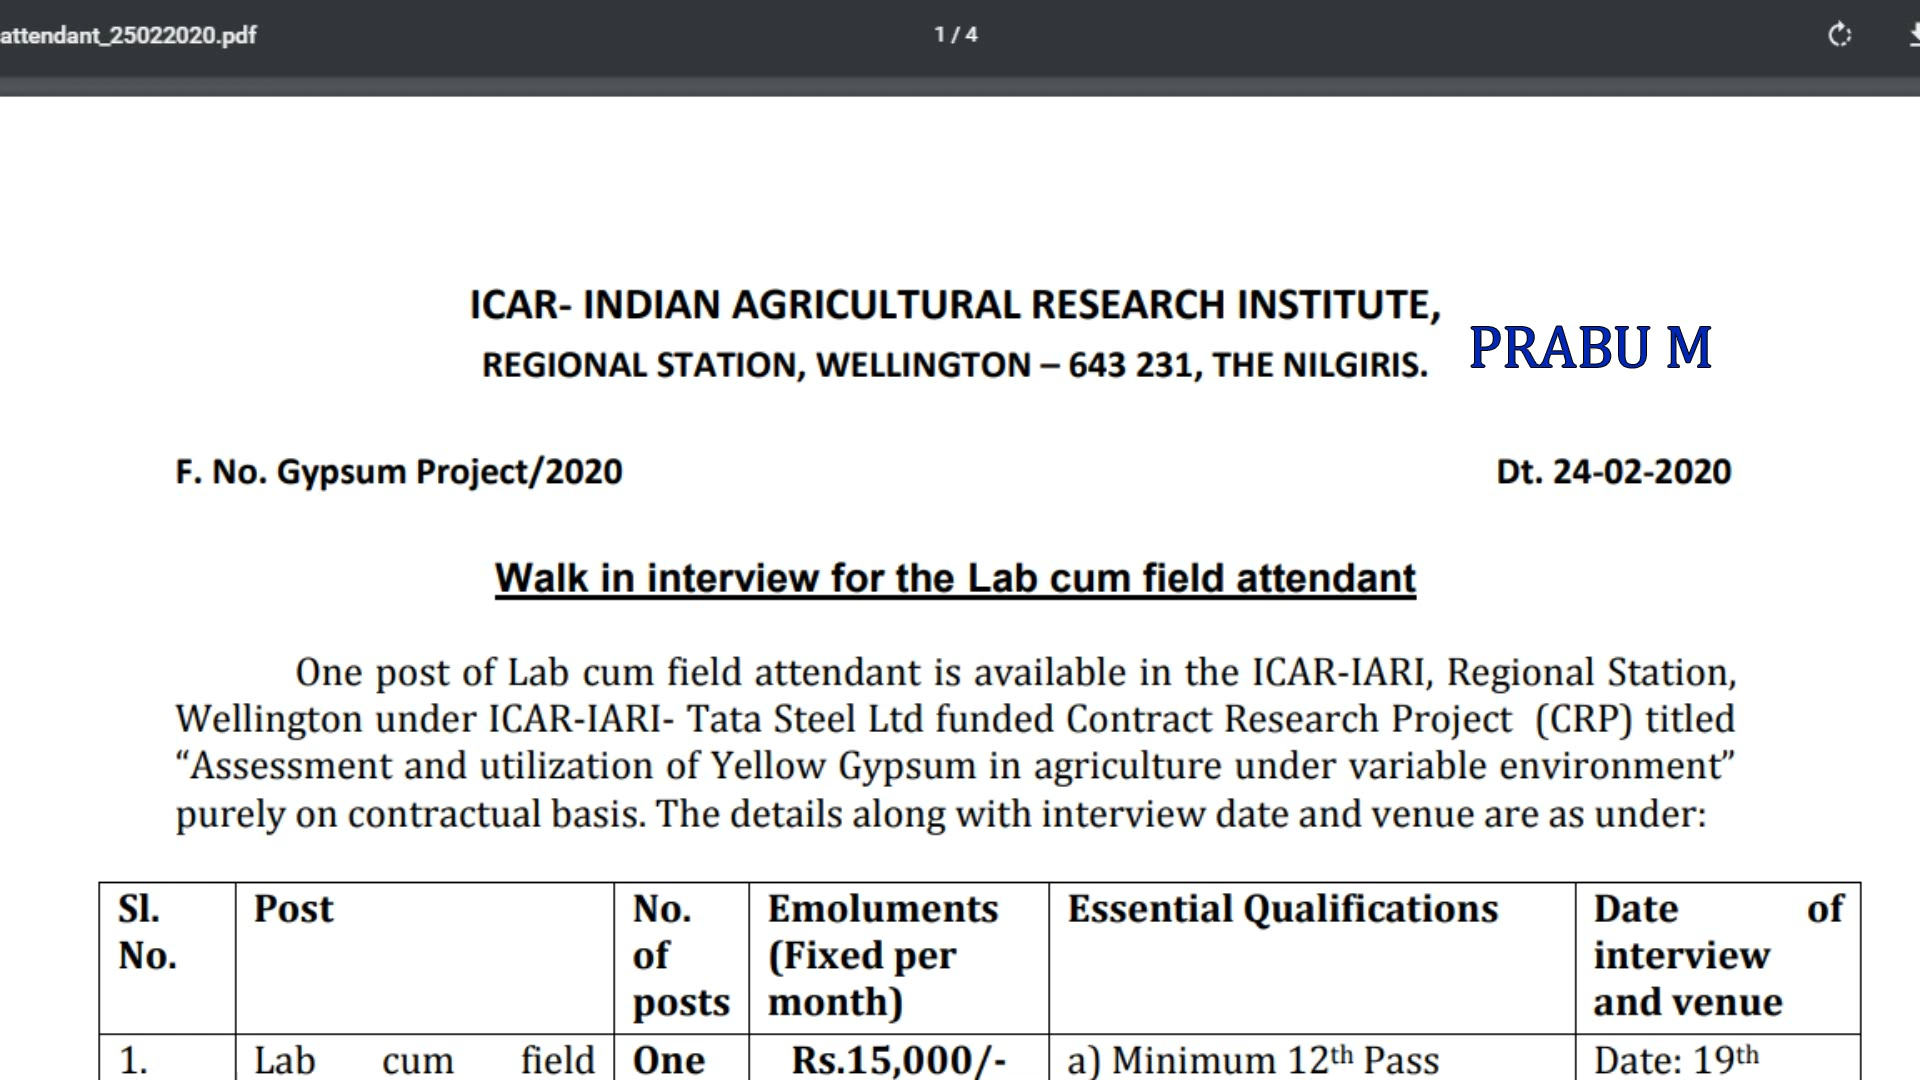 attendant_25022020.pdf
1 / 4
ICAR- INDIAN AGRICULTURAL RESEARCH INSTITUTE,
REGIONAL STATION, WELLINGTON – 643 231, THE NILGIRIS.
PRABU M
F. No. Gypsum Project/2020
Dt. 24-02-2020
Walk in interview for the Lab cum field attendant
One post of Lab cum field attendant is available in the ICAR-IARI, Regional Station,
Wellington under ICAR-IARI- Tata Steel Ltd funded Contract Research Project (CRP) titled
“Assessment and utilization of Yellow Gypsum in agriculture under variable environment”
purely on contractual basis. The details along with interview date and venue are as under:
Sl.
No.
Post
No.
of
posts
Emoluments
(Fixed per
month)
Essential Qualifications
Date of
interview
and venue
1.
Lab cum field
One
Rs.15,000/-
a) Minimum 12th Pass
Date: 19th